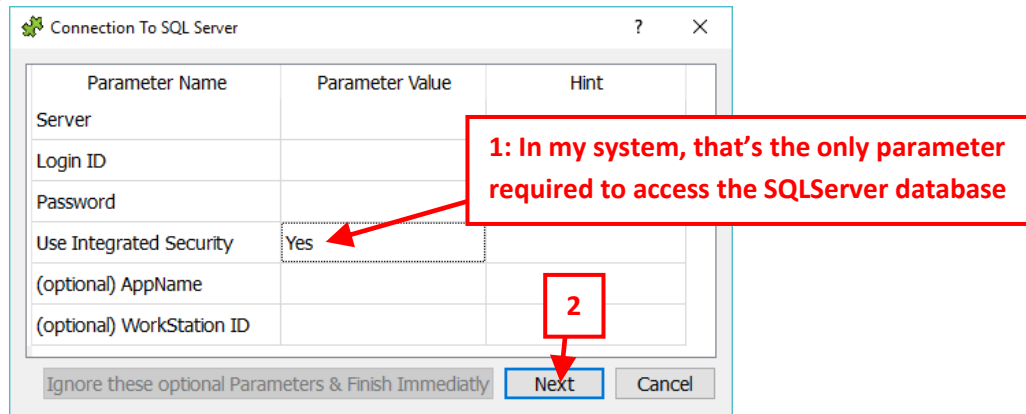 Connection To SQL Server ? ×
Parameter Name Parameter Value Hint
Server
Login ID
Password
Use Integrated Security Yes
(optional) AppName
(optional) WorkStation ID
1: In my system, that's the only parameter
required to access the SQLServer database
2
Ignore these optional Parameters & Finish Immediatly Next Cancel